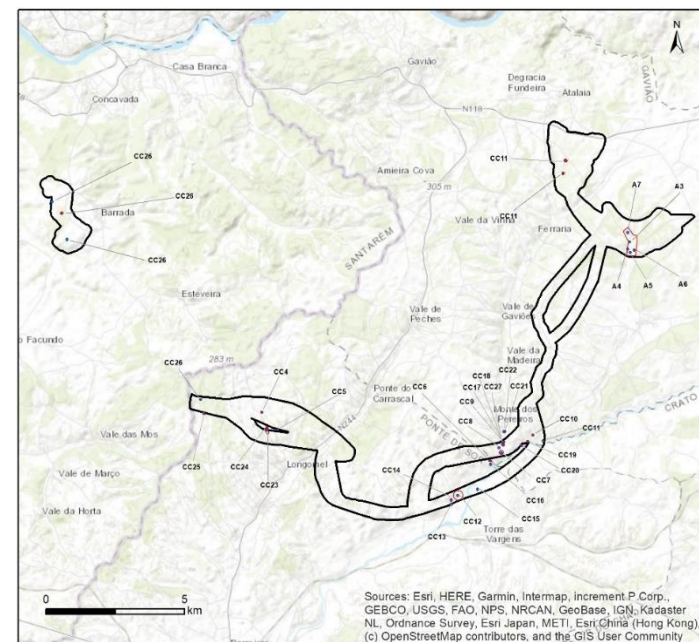 N
Casa Branca
Concavada
Gavião
Degracia
Fundeira
Atalaia
GAVIÃO
N118
CC26
CC26
Barrada
CC26
Amieira Cova
305 m
CC11
CC11
Vale da Vinha
Ferraria
A7
A3
A4
A5
A6
SANTARÉM
Esteveira
o Facundo
283 m
Vale de
Peches
Vale de
Gaviões
Vale da
Madeira
CC26
CC4
CC5
Ponte do
Carrascal
CC6
CC18
CC17
CC9
CC8
CC22
CC27
CC21
Monte dos
Pereiros
CC10
CC11
CRATO
PONTE DE SOR
N244
Vale das Mos
CC25
CC24
CC23
Longomel
CC14
CC19
CC20
CC7
CC16
Vale de Março
Vale da Horta
CC13
CC12
CC15
Torre das
Vargens
0 5
km
Sources: Esri, HERE, Garmin, Intermap, increment P Corp.,
GEBCO, USGS, FAO, NPS, NRCAN, GeoBase, IGN, Kadaster
NL, Ordnance Survey, Esri Japan, METI, Esri China (Hong Kong),
(c) OpenStreetMap contributors, and the GIS User Community